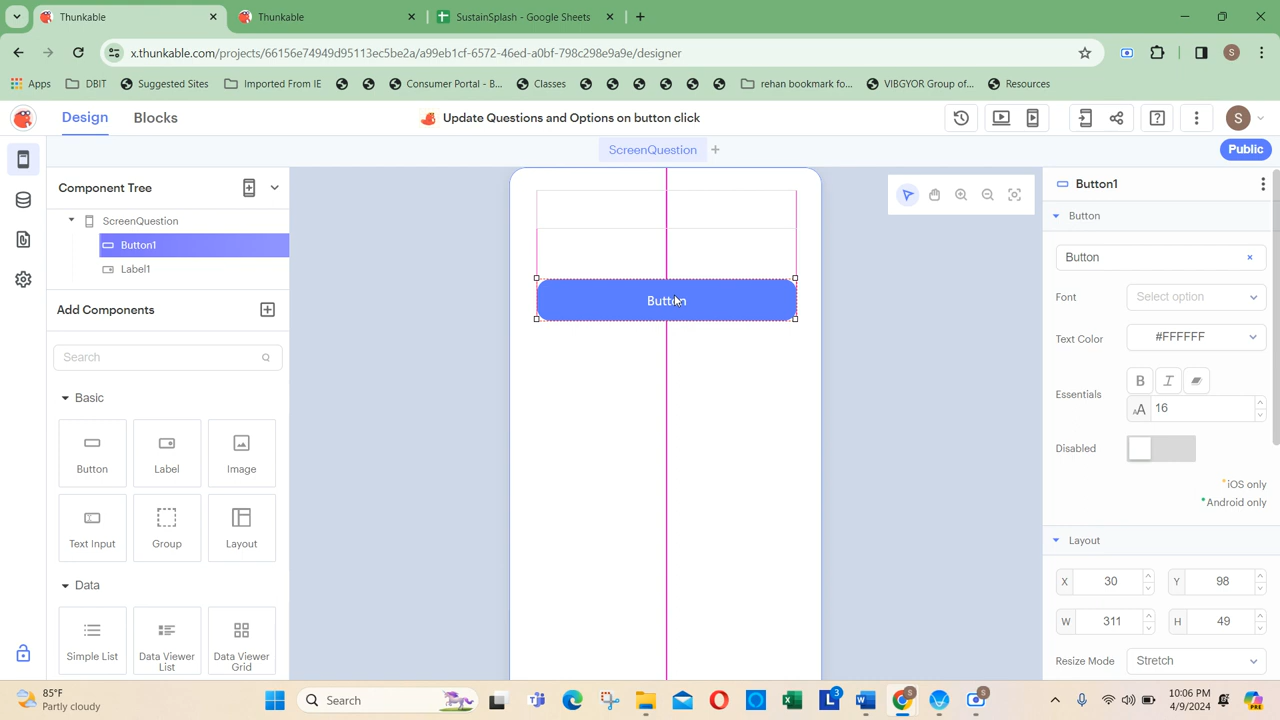 Thunkable
Thunkable
SustainSplash - Google Sheets
x.thunkable.com/projects/66156e74949d95113ec5be2a/a99eb1cf-6572-46ed-a0bf-798c298e9a9e/designer
S
Apps
DBIT
Suggested Sites
Imported From IE
Consumer Portal - B...
Classes
rehan bookmark fo...
VIBGYOR Group of...
Resources
Design
Blocks
Update Questions and Options on button click
S
ScreenQuestion
Public
Component Tree
ScreenQuestion
Button1
Label1
Add Components
Search
Basic
Button
Label
Image
Text Input
Group
Layout
Data
Simple List
Data Viewer List
Data Viewer Grid
Button
Button1
Button
Button
Font
Select option
Text Color
#FFFFFF
Essentials
B
I
AA
16
Disabled
*iOS only
*Android only
Layout
X
30
Y
98
W
311
H
49
Resize Mode
Stretch
85°F
Partly cloudy
Search
3
10:06 PM
4/9/2024